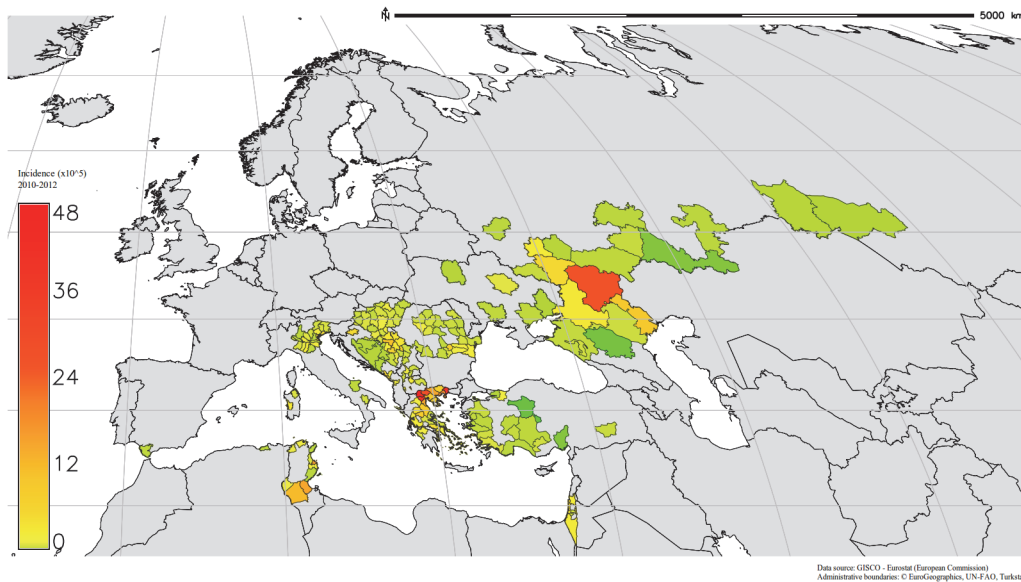 N
5000 km
Incidence (x10^5)
2010-2012
48
36
24
12
0
Data source: GISCO - Eurostat (European Commission)
Administrative boundaries: © EuroGeographics, UN-FAO, Turksta